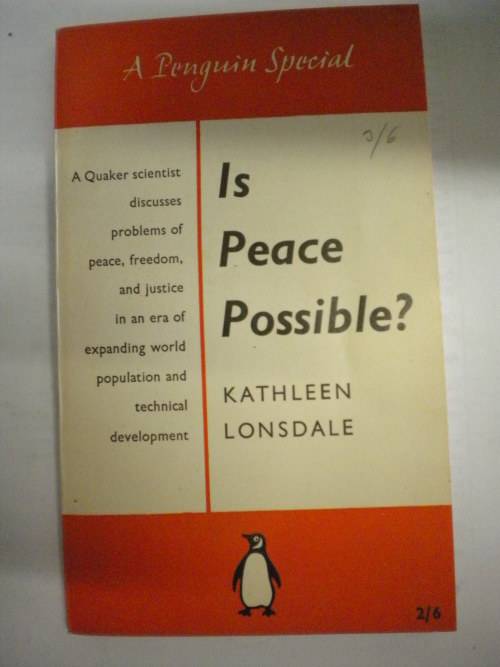 A Penguin Special
3/6
A Quaker scientist
discusses
problems of
peace, freedom,
and justice
in an era of
expanding world
population and
technical
development
Is
Peace
Possible?
KATHLEEN
LONSDALE
2/6